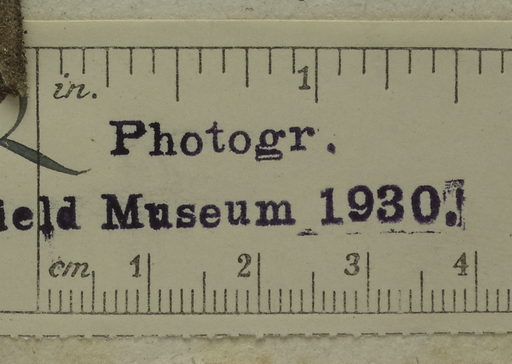 in. 1
Photogr.
ield Museum 1930.
cm 1 2 3 4